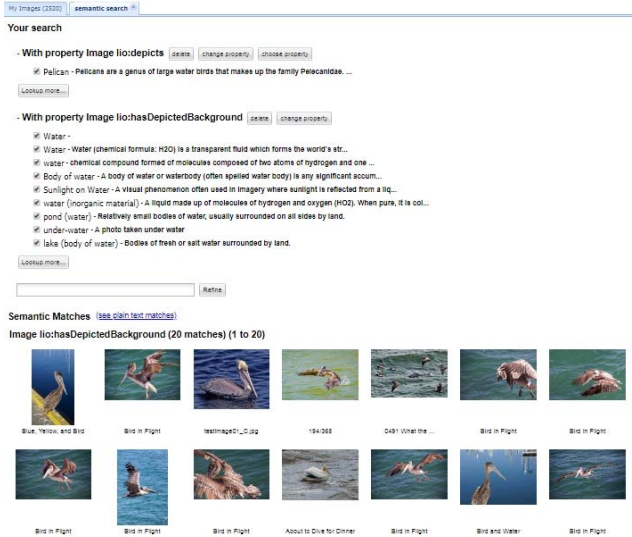 My Images (2520) semantic search
Your search
- With property Image lio:depicts delete change property choose property
Pelican - Pelicans are a genus of large water birds that makes up the family Pelecanidae. ...
Lookup more...
- With property Image lio:hasDepictedBackground delete change property
Water -
Water - Water (chemical formula: H2O) is a transparent fluid which forms the world's str...
water - chemical compound formed of molecules composed of two atoms of hydrogen and one ...
Body of water - A body of water or waterbody (often spelled water body) is any significant accum...
Sunlight on Water - A visual phenomenon often used in imagery where sunlight is reflected from a liq...
water (inorganic material) - A liquid made up of molecules of hydrogen and oxygen (HO2). When pure, it is col...
pond (water) - Relatively small bodies of water, usually surrounded on all sides by land.
under-water - A photo taken under water
lake (body of water) - Bodies of fresh or salt water surrounded by land.
Lookup more...
Refine
Semantic Matches (see plain text matches)
Image lio:hasDepictedBackground (20 matches) (1 to 20)
Blue, Yellow, and Bird Bird in Flight testimage01_C.jpg 194/365 0491 What the ... Bird in Flight Bird in Flight
Bird in Flight Bird in Flight Bird in Flight About to Dive for Dinner Bird in Flight Bird and Water Bird in Flight